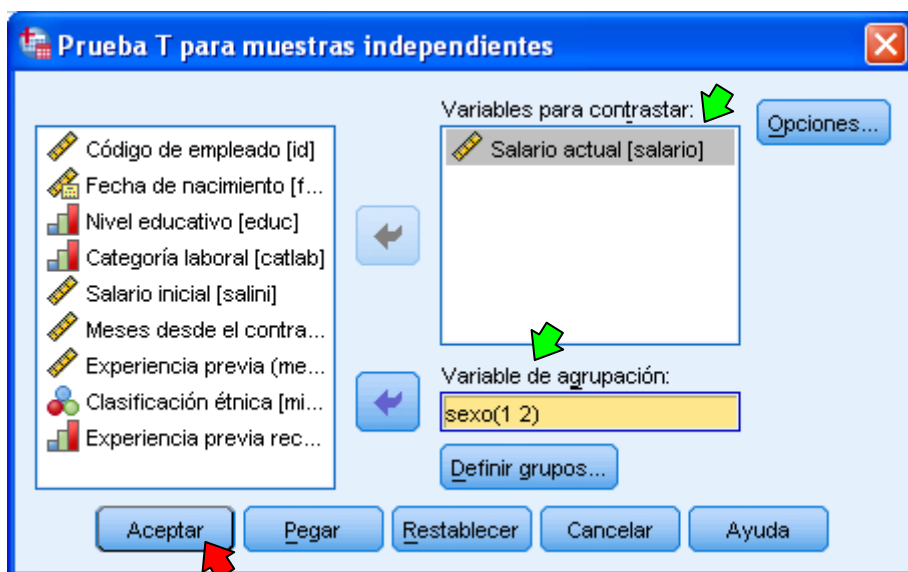 Prueba T para muestras independientes
Variables para contrastar:
Opciones...
Código de empleado [id]
Fecha de nacimiento [f...
Nivel educativo [educ]
Categoría laboral [catlab]
Salario inicial [salini]
Meses desde el contra...
Experiencia previa (me...
Clasificación étnica [mi...
Experiencia previa rec...
Salario actual [salario]
Variable de agrupación:
sexo(1 2)
Definir grupos...
Aceptar
Pegar
Restablecer
Cancelar
Ayuda